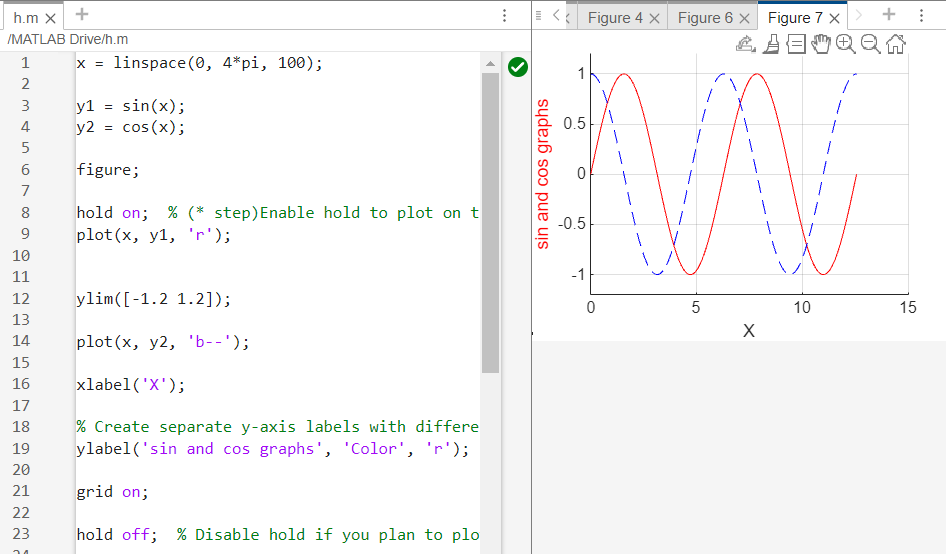 h.m
/MATLAB Drive/h.m
1 x = linspace(0, 4*pi, 100);
2
3 y1 = sin(x);
4 y2 = cos(x);
5
6 figure;
7
8 hold on;  % (* step)Enable hold to plot on t
9 plot(x, y1, 'r');
10
11
12 ylim([-1.2 1.2]);
13
14 plot(x, y2, 'b--');
15
16 xlabel('X');
17
18 % Create separate y-axis labels with differe
19 ylabel('sin and cos graphs', 'Color', 'r');
20
21 grid on;
22
23 hold off;  % Disable hold if you plan to plo
Figure 4 Figure 6 Figure 7
sin and cos graphs
1
0.5
0
-0.5
-1
0 5 10 15
X